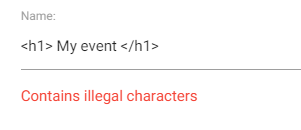 Name:
<h1> My event </h1>
Contains illegal characters